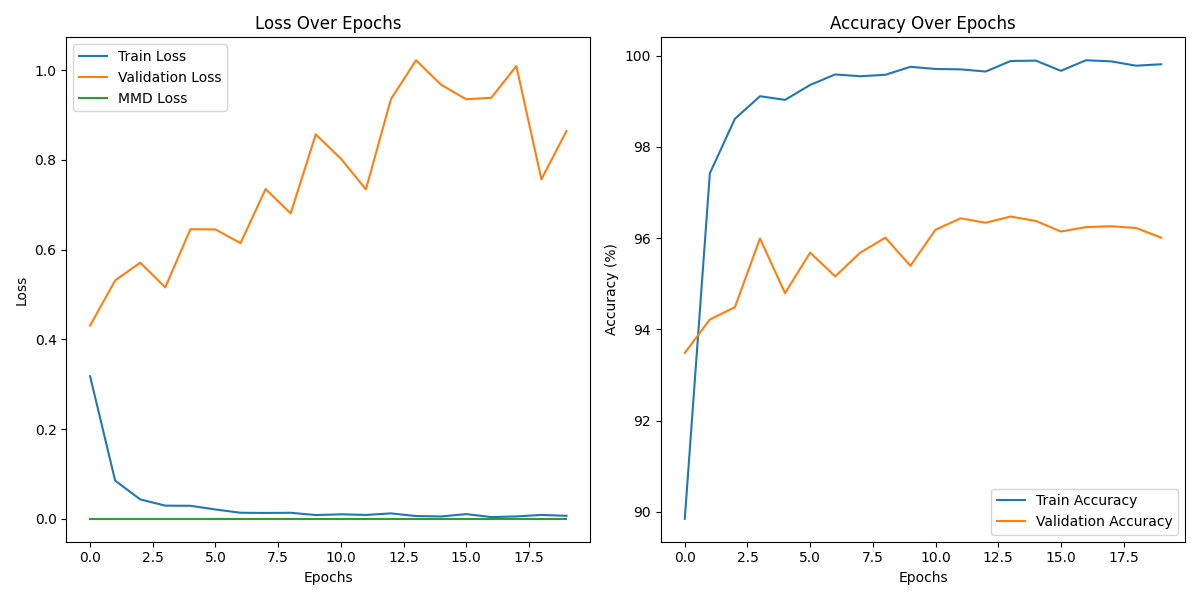 Loss Over Epochs
Train Loss
Validation Loss
MMD Loss
1.0
0.8
0.6
0.4
0.2
0.0
Loss
0.0 2.5 5.0 7.5 10.0 12.5 15.0 17.5
Epochs
Accuracy Over Epochs
100
98
96
94
92
90
Accuracy (%)
Train Accuracy
Validation Accuracy
0.0 2.5 5.0 7.5 10.0 12.5 15.0 17.5
Epochs